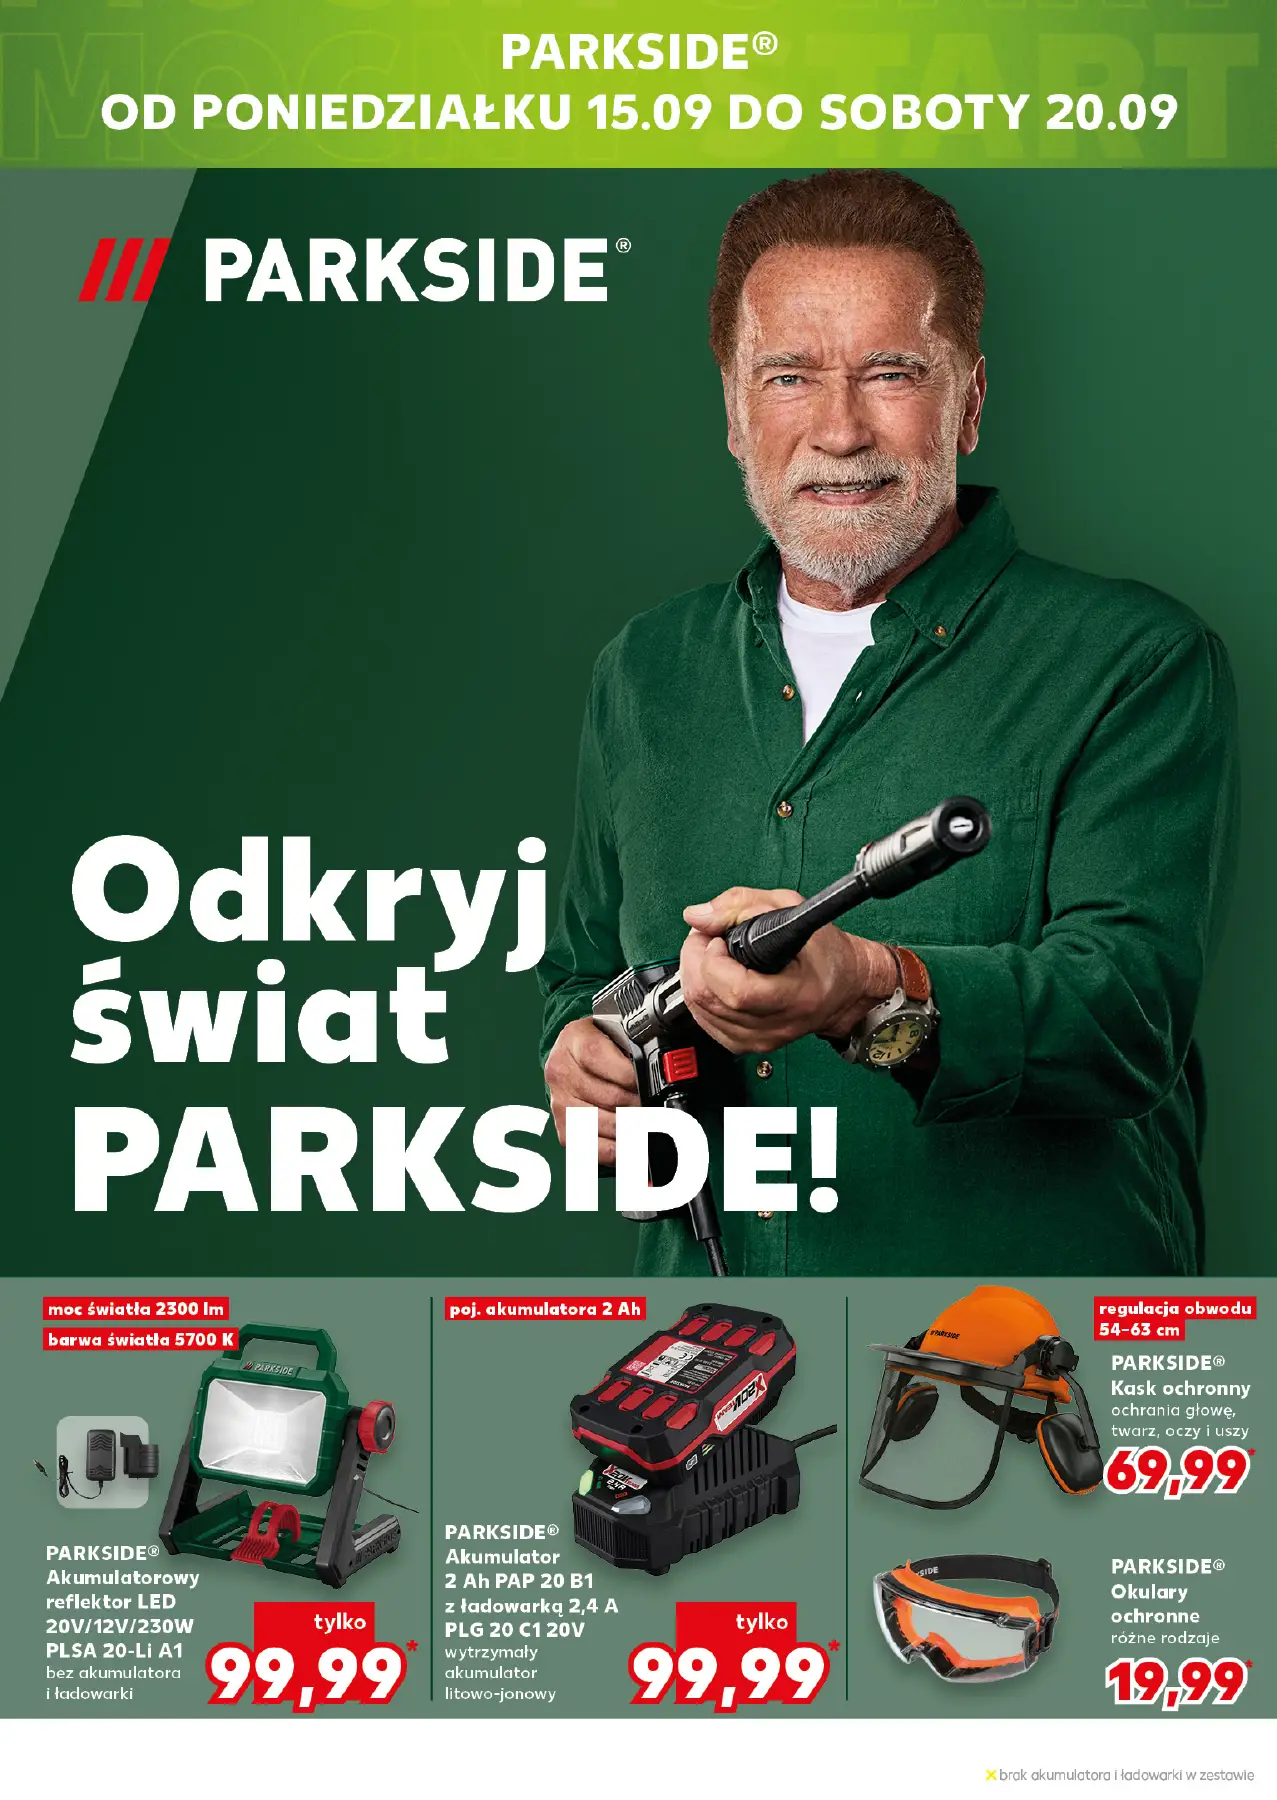 PARKSIDE®
OD PONIEDZIAŁKU 15.09 DO SOBOTY 20.09
PARKSIDE®
Odkryj
świat
PARKSIDE!
moc światła 2300 lm
barwa światła 5700 K
PARKSIDE
PARKSIDE®
Akumulatorowy
reflektor LED
20V/12V/230W
PLSA 20-Li A1
bez akumulatora
i ładowarki
tylko
99,99*
poj. akumulatora 2 Ah
PARKSIDE®
Akumulator
2 Ah PAP 20 B1
z ładowarką 2,4 A
PLG 20 C1 20V
wytrzymały
akumulator
litowo-jonowy
tylko
99,99*
regulacja obwodu
54–63 cm
PARKSIDE
PARKSIDE®
Kask ochronny
ochrania głowę,
twarz, oczy i uszy
69,99*
PARKSIDE®
Okulary
ochronne
różne rodzaje
19,99*
brak akumulatora i ładowarki w zestawie